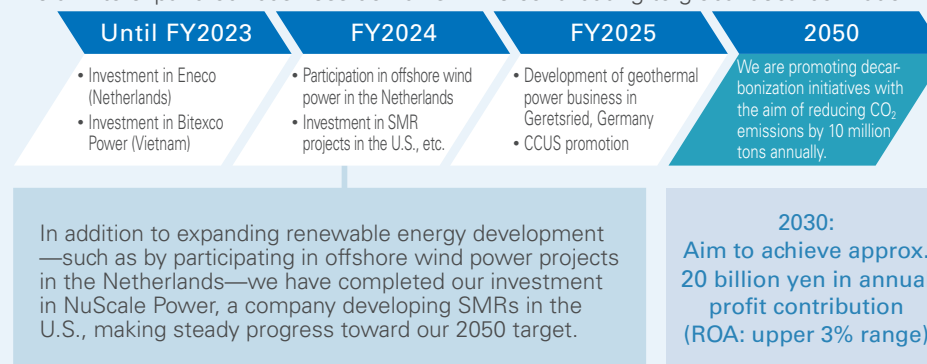 Until FY2023
FY2024
FY2025
2050
• Investment in Eneco
(Netherlands)
• Investment in Bitexco
Power (Vietnam)
• Participation in offshore wind
power in the Netherlands
• Investment in SMR
projects in the U.S., etc.
• Development of geothermal
power business in
Geretsried, Germany
• CCUS promotion
We are promoting decar-
bonization initiatives with
the aim of reducing CO₂
emissions by 10 million
tons annually.
In addition to expanding renewable energy development
—such as by participating in offshore wind power projects
in the Netherlands—we have completed our investment
in NuScale Power, a company developing SMRs in the
U.S., making steady progress toward our 2050 target.
2030:
Aim to achieve approx.
20 billion yen in annua
profit contribution
(ROA: upper 3% range)